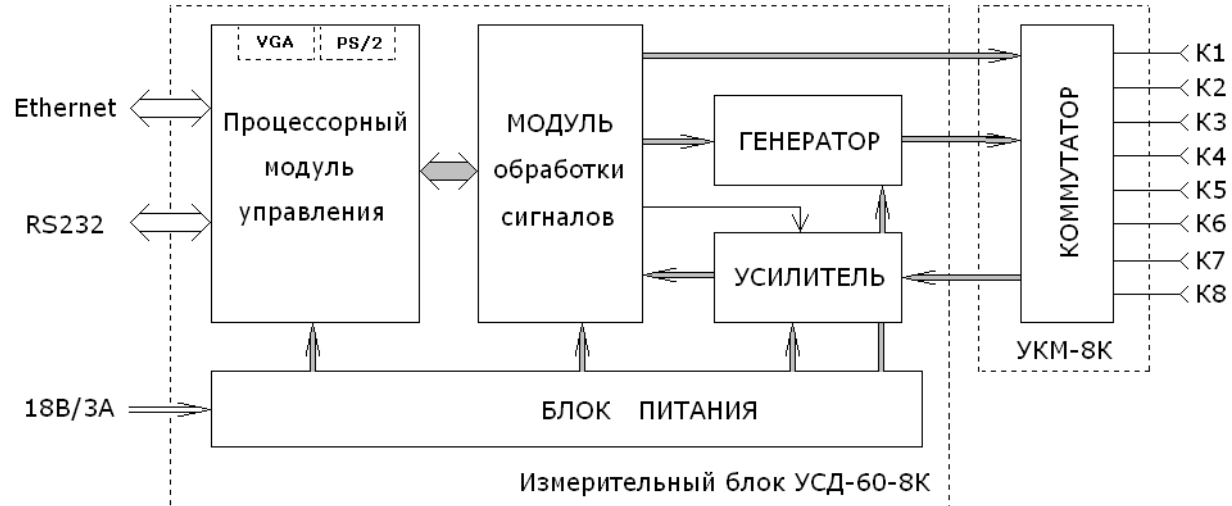 VGA
PS/2
Ethernet
RS232
18В/3А
Процессорный
модуль
управления
МОДУЛЬ
обработки
сигналов
ГЕНЕРАТОР
УСИЛИТЕЛЬ
КОММУТАТОР
К1
К2
К3
К4
К5
К6
К7
К8
УКМ-8К
БЛОК ПИТАНИЯ
Измерительный блок УСД-60-8К